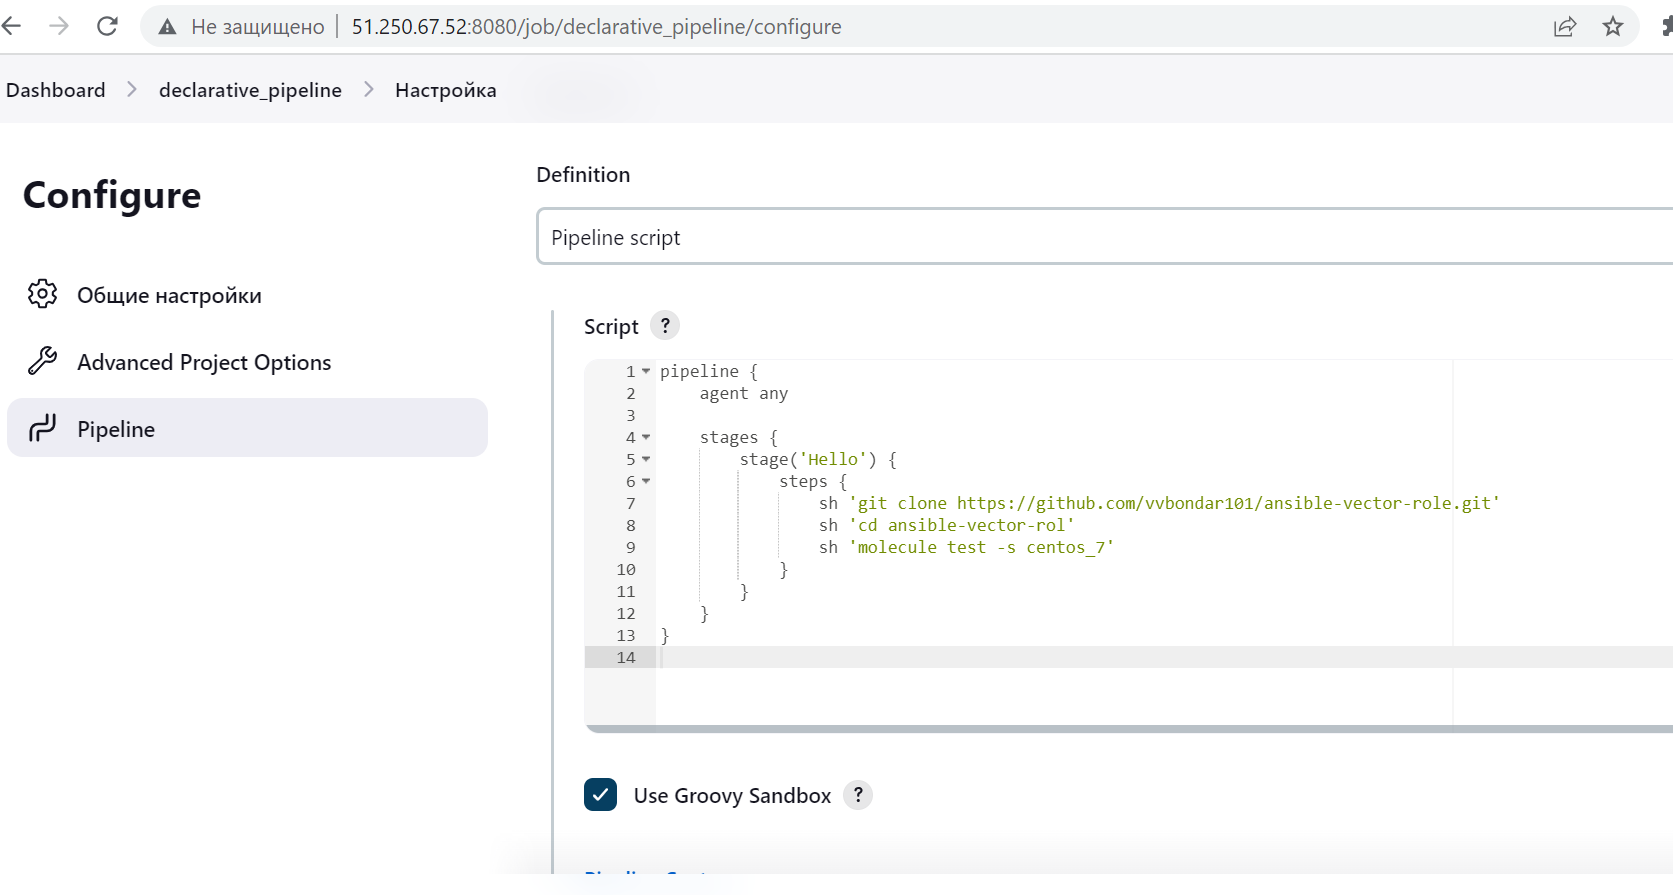 Не защищено 51.250.67.52:8080/job/declarative_pipeline/configure
Dashboard declarative_pipeline Настройка
Configure
Общие настройки
Advanced Project Options
Pipeline
Definition
Pipeline script
Script ?
1 pipeline {
2 agent any
3
4 stages {
5 stage('Hello') {
6 steps {
7 sh 'git clone https://github.com/vvbondar101/ansible-vector-role.git'
8 sh 'cd ansible-vector-rol'
9 sh 'molecule test -s centos_7'
10 }
11 }
12 }
13 }
14
Use Groovy Sandbox ?